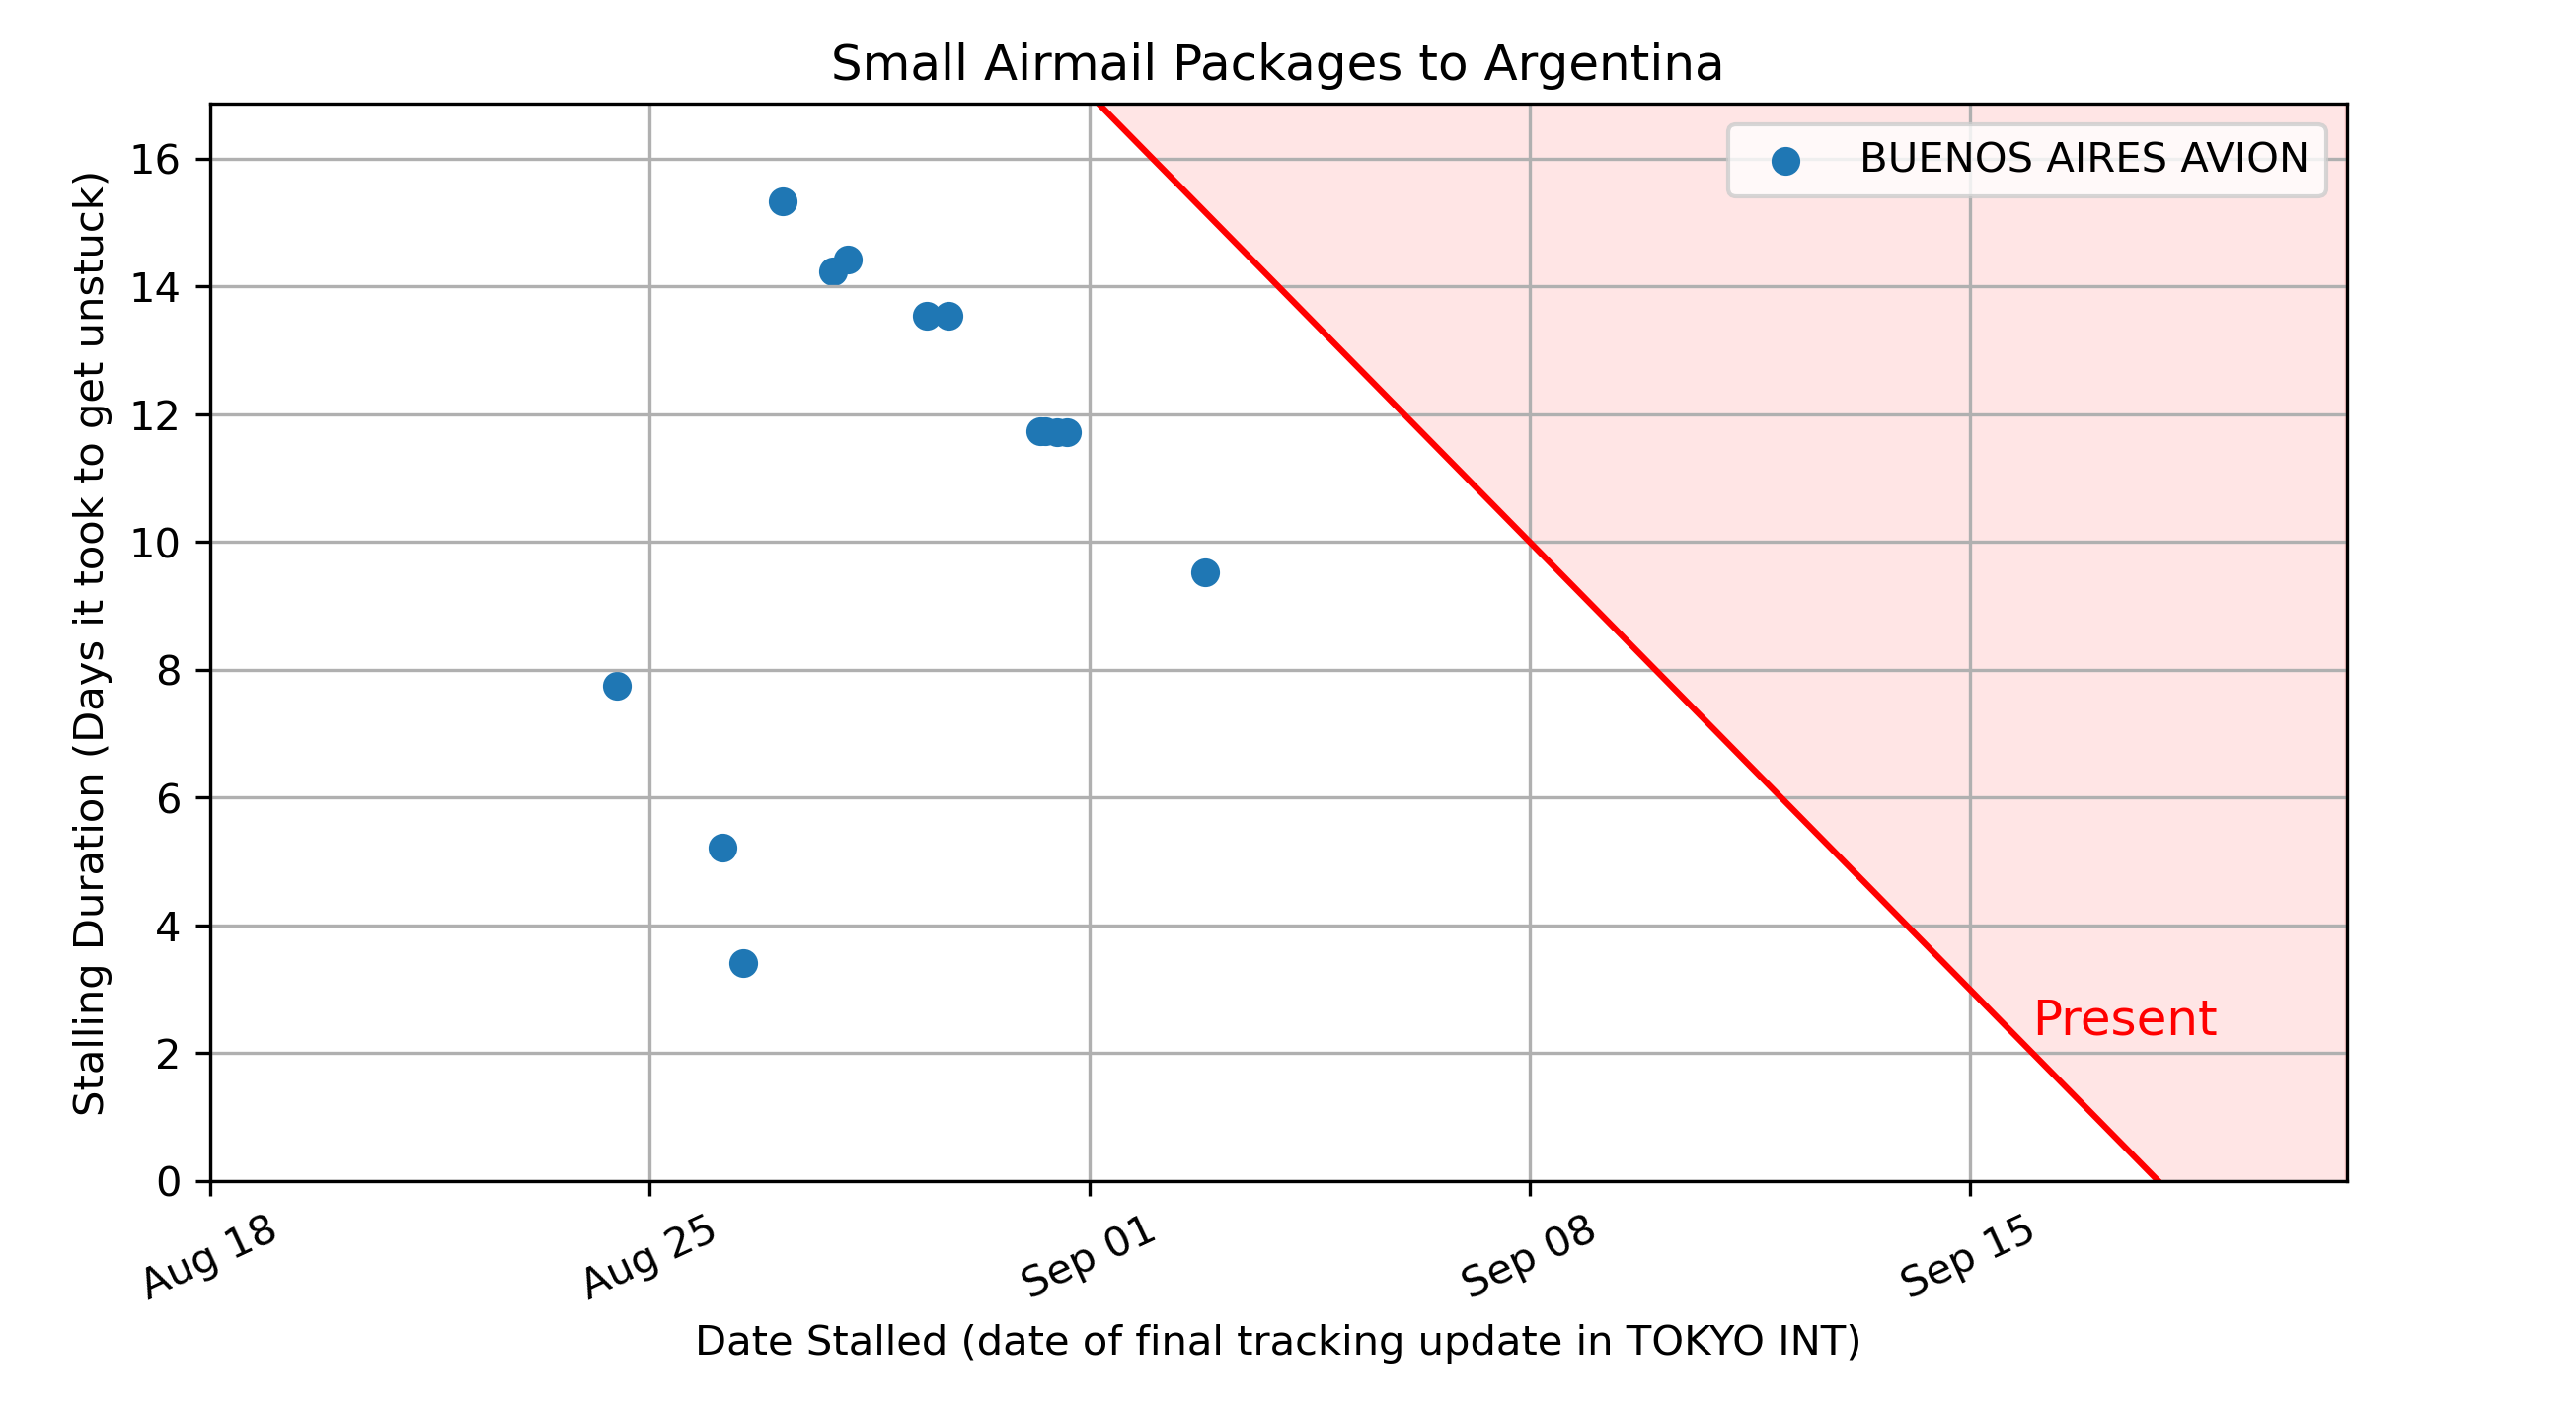 Small Airmail Packages to Argentina
BUENOS AIRES AVION
Stalling Duration (Days it took to get unstuck)
16
14
12
10
8
6
4
2
0
Present
Aug 18
Aug 25
Sep 01
Sep 08
Sep 15
Date Stalled (date of final tracking update in TOKYO INT)